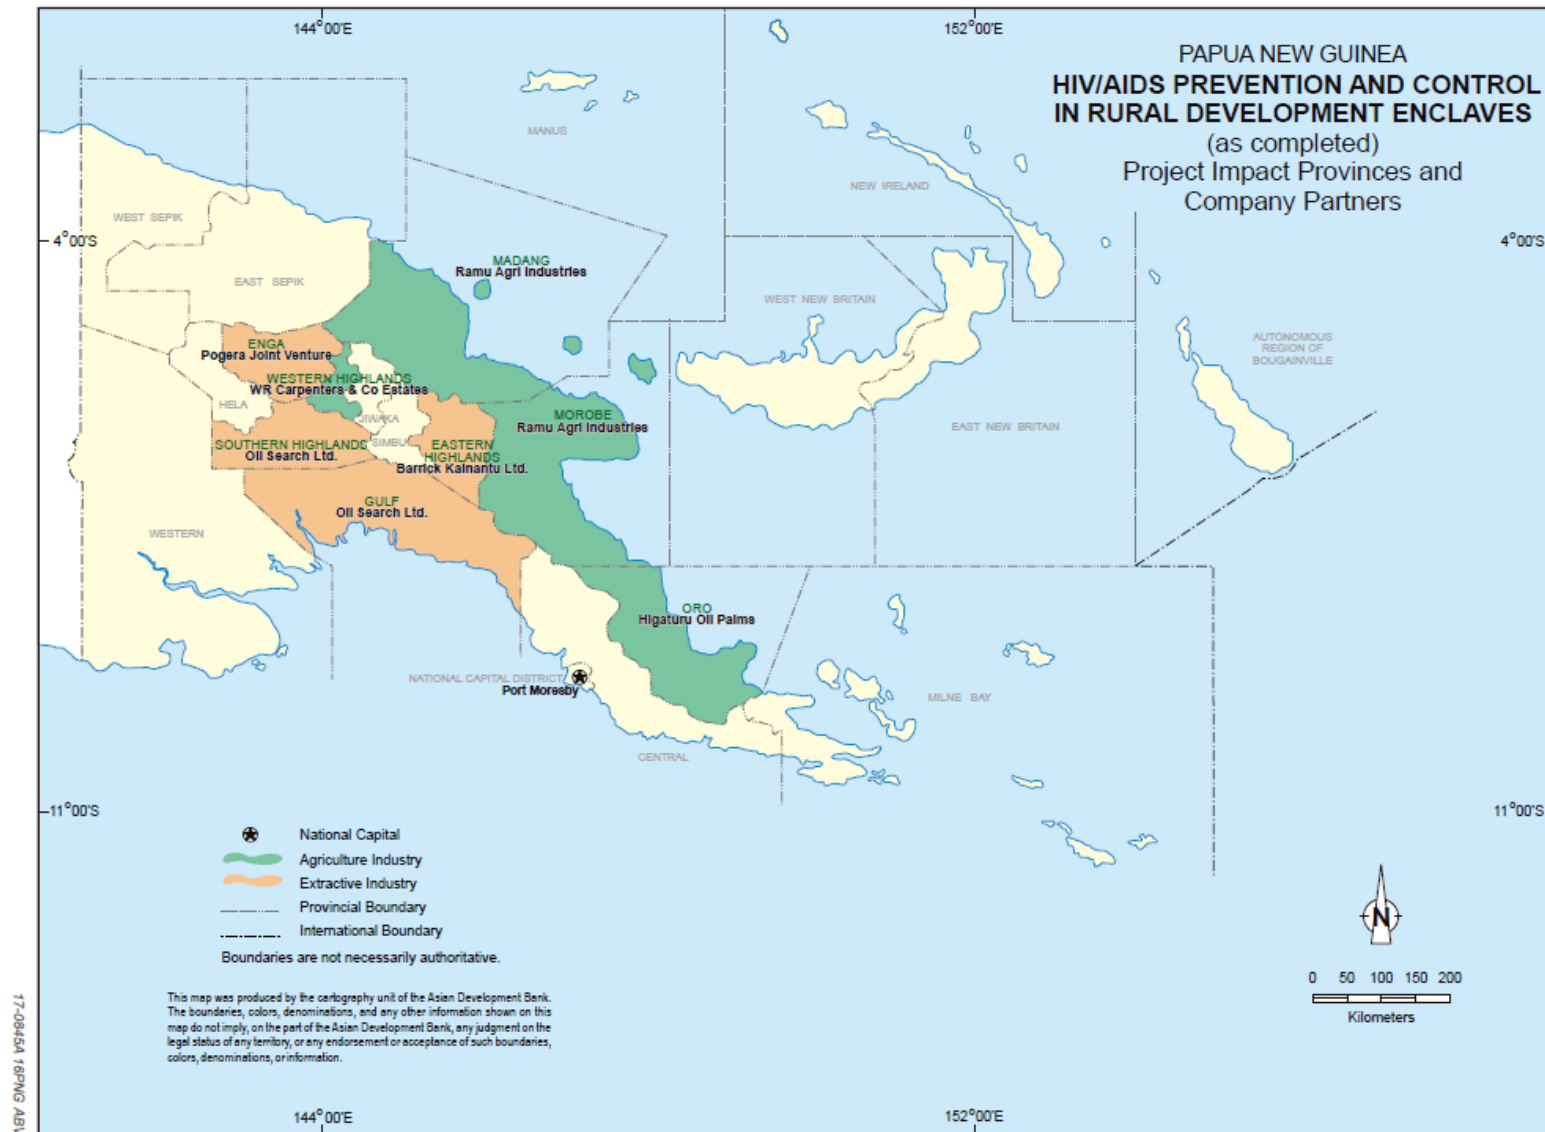 144°00'E
152°00'E
PAPUA NEW GUINEA
HIV/AIDS PREVENTION AND CONTROL
IN RURAL DEVELOPMENT ENCLAVES
(as completed)
Project Impact Provinces and
Company Partners
MANUS
NEW IRELAND
WEST SEPIK
4°00'S
4°00'S
MADANG
Ramu Agri Industries
EAST SEPIK
WEST NEW BRITAIN
AUTONOMOUS
REGION OF
BOUGAINVILLE
ENGA
Pogera Joint Venture
WESTERN HIGHLANDS
WR Carpenters & Co Estates
HELA
JIWAKA
MOROBE
Ramu Agri Industries
EAST NEW BRITAIN
SOUTHERN HIGHLANDS
Oil Search Ltd.
SIMBU
EASTERN
HIGHLANDS
Barrick Kainantu Ltd.
GULF
Oil Search Ltd.
WESTERN
ORO
Higaturu Oil Palms
NATIONAL CAPITAL DISTRICT
Port Moresby
MILNE BAY
CENTRAL
11°00'S
11°00'S
National Capital
Agriculture Industry
Extractive Industry
Provincial Boundary
International Boundary
Boundaries are not necessarily authoritative.
N
0 50 100 150 200
Kilometers
This map was produced by the cartography unit of the Asian Development Bank.
The boundaries, colors, denominations, and any other information shown on this
map do not imply, on the part of the Asian Development Bank, any judgment on the
legal status of any territory, or any endorsement or acceptance of such boundaries,
colors, denominations, or information.
17-0845A 16PNG ABV
144°00'E
152°00'E